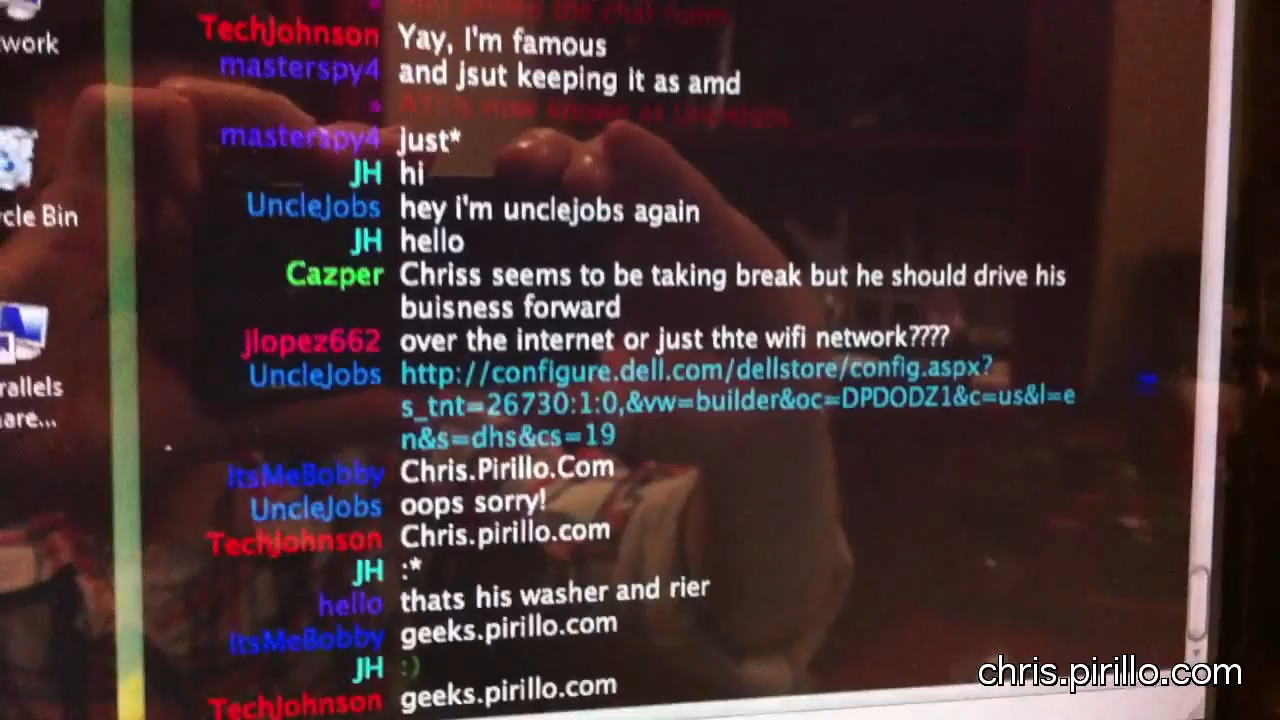 work
TechJohnson Yay, I'm famous
masterspy4 and jsut keeping it as amd
masterspy4 just*
JH hi
UncleJobs hey i'm unclejobs again
cle Bin
JH hello
Cazper Chriss seems to be taking break but he should drive his
buisness forward
jlopez662 over the internet or just thte wifi network????
UncleJobs http://configure.dell.com/dellstore/config.aspx?
rallels
s_tnt=26730:1:0,&vw=builder&oc=DPDODZ1&c=us&l=e
are...
n&s=dhs&cs=19
ItsMeBobby Chris.Pirillo.Com
UncleJobs oops sorry!
TechJohnson Chris.pirillo.com
JH :*
hello thats his washer and rier
ItsMeBobby geeks.pirillo.com
JH :)
chris.pirillo.com
TechJohnson geeks.pirillo.com